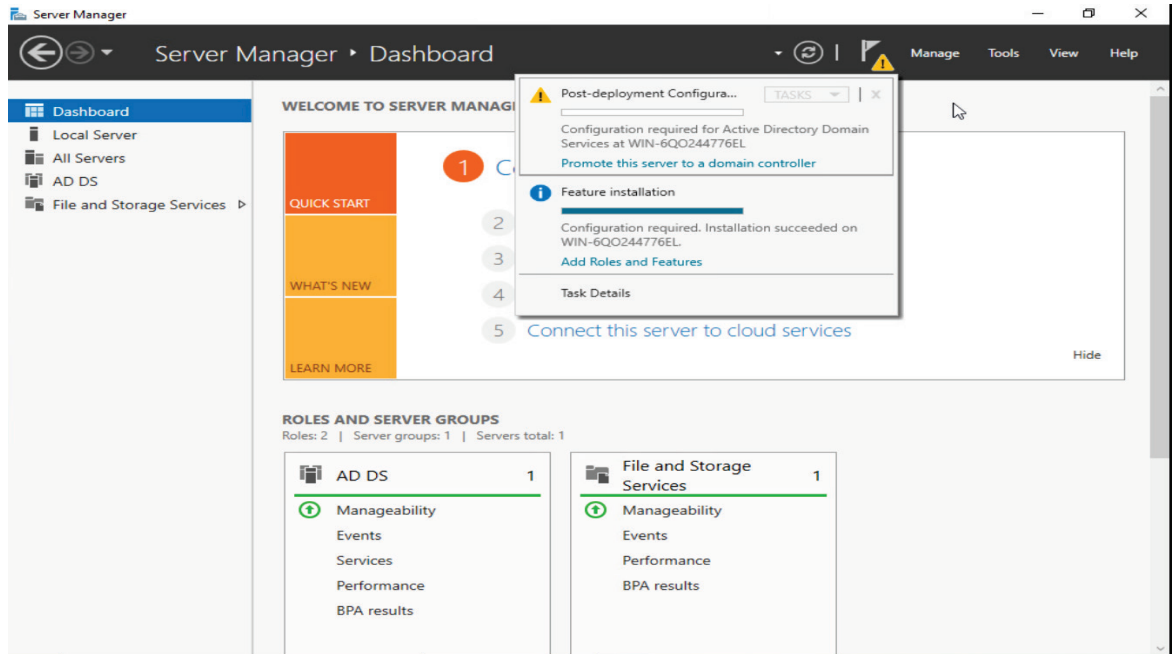 Server Manager
Server Manager • Dashboard
Manage Tools View Help
Dashboard
Local Server
All Servers
AD DS
File and Storage Services
WELCOME TO SERVER MANAG
QUICK START
WHAT'S NEW
LEARN MORE
1
2
3
4
5 Connect this server to cloud services
Hide
Post-deployment Configura... TASKS
Configuration required for Active Directory Domain
Services at WIN-6QO244776EL
Promote this server to a domain controller
Feature installation
Configuration required. Installation succeeded on
WIN-6QO244776EL.
Add Roles and Features
Task Details
ROLES AND SERVER GROUPS
Roles: 2 | Server groups: 1 | Servers total: 1
AD DS 1
Manageability
Events
Services
Performance
BPA results
File and Storage
Services 1
Manageability
Events
Performance
BPA results